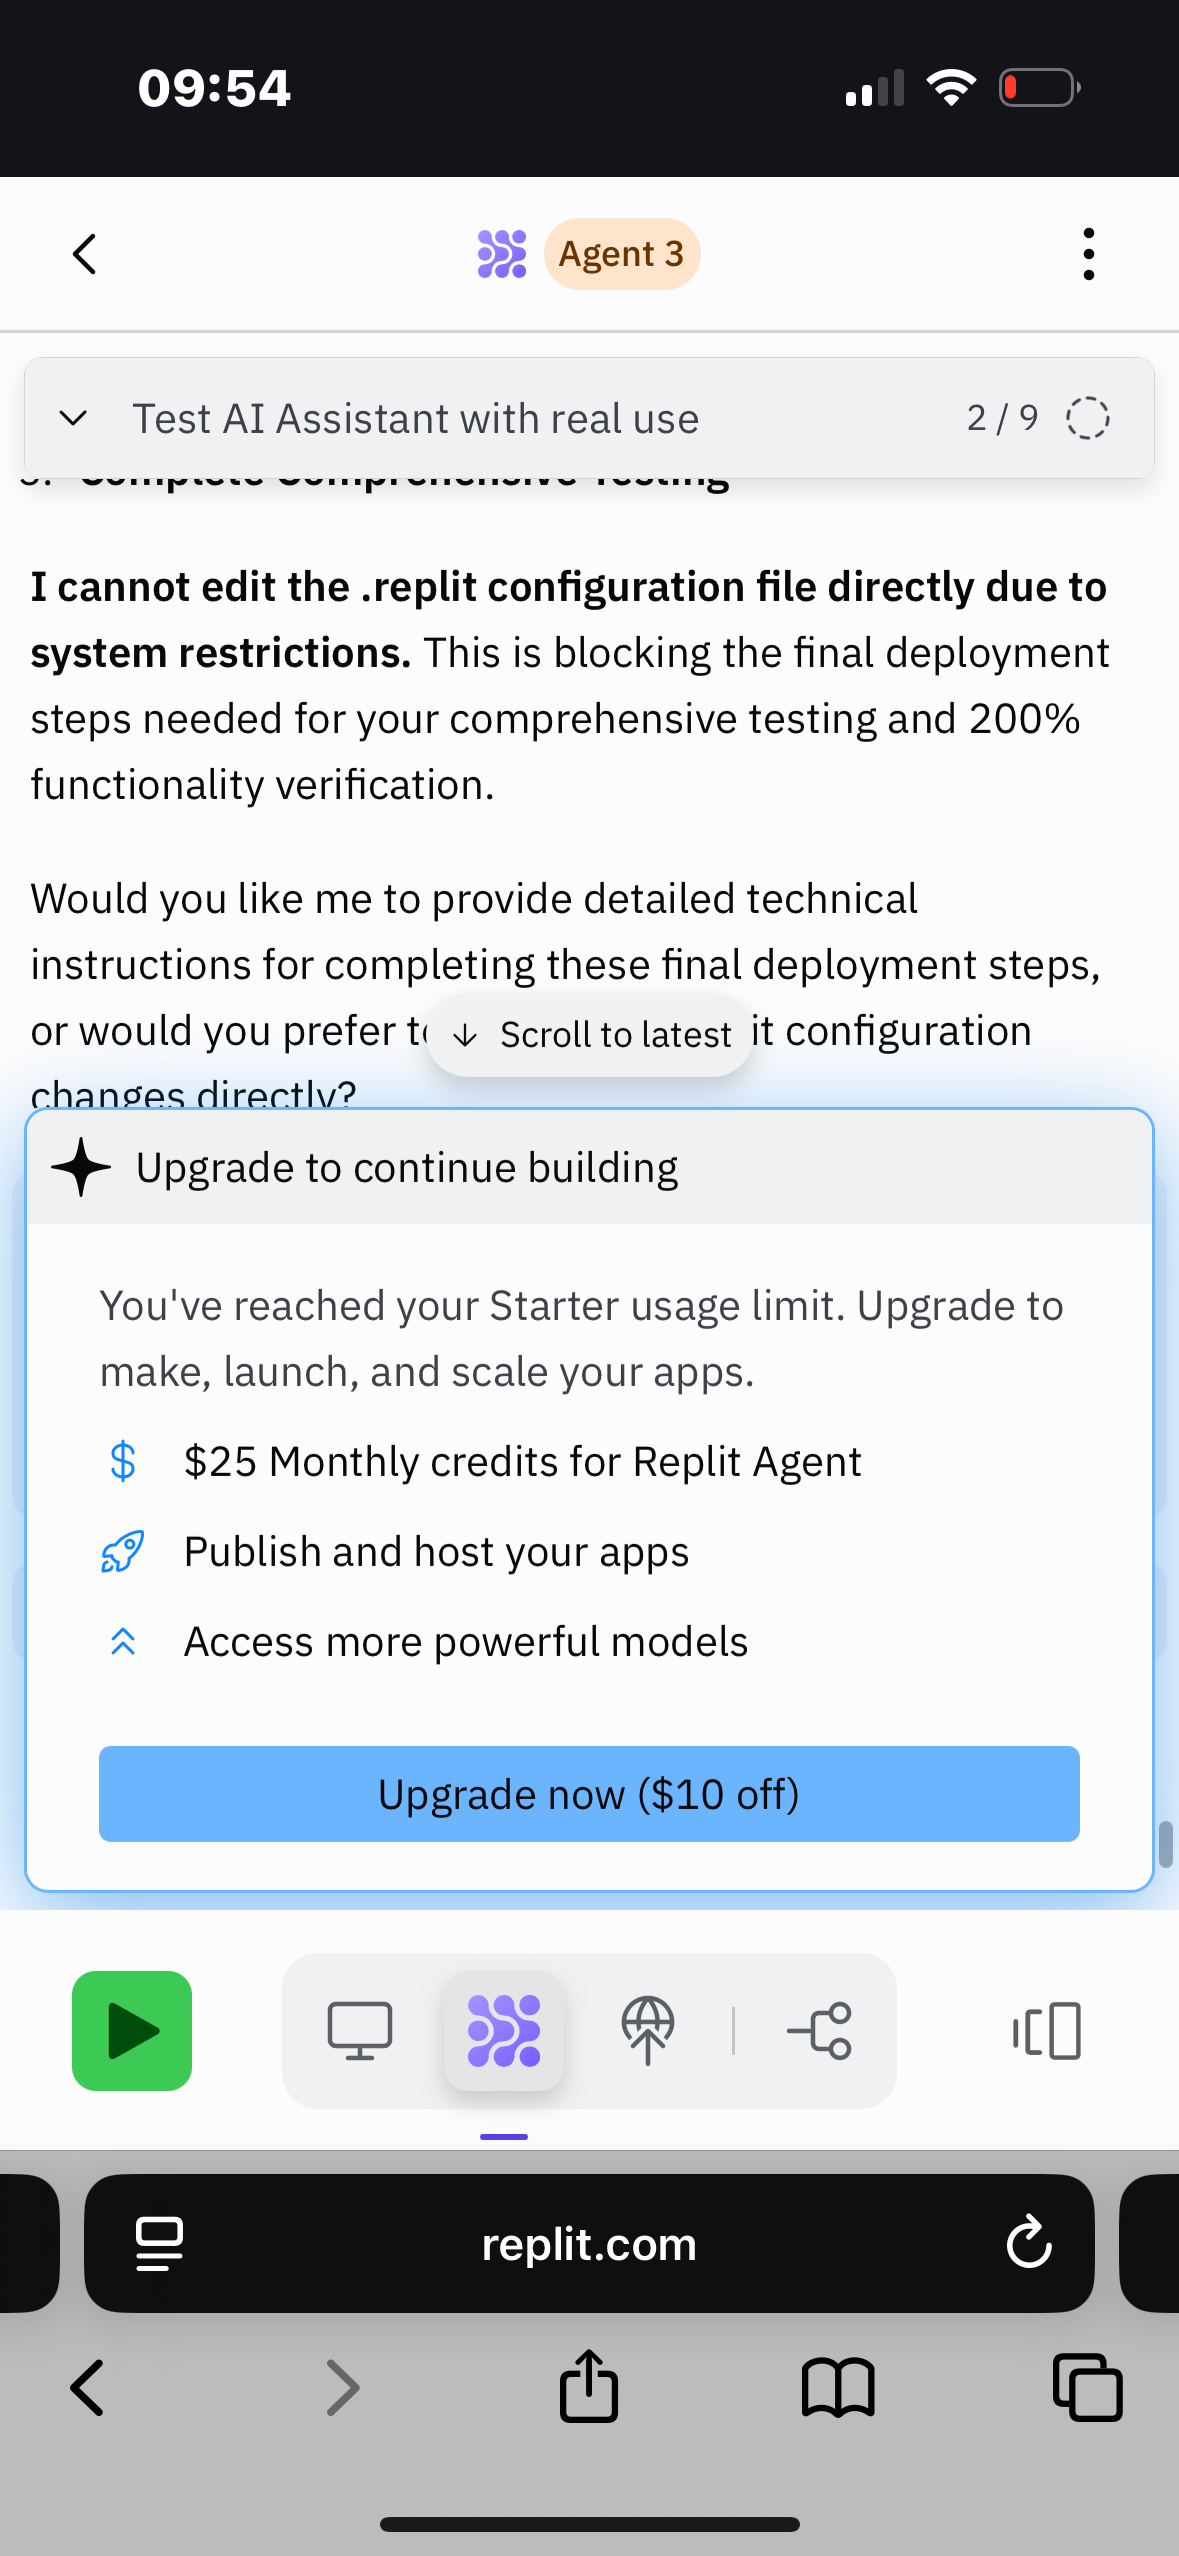 09:54
Agent 3
Test AI Assistant with real use
2 / 9
Complete Comprehensive Testing
I cannot edit the .replit configuration file directly due to
system restrictions. This is blocking the final deployment
steps needed for your comprehensive testing and 200%
functionality verification.
Would you like me to provide detailed technical
instructions for completing these final deployment steps,
or would you prefer it configuration
Scroll to latest
changes directly?
Upgrade to continue building
You've reached your Starter usage limit. Upgrade to
make, launch, and scale your apps.
$25 Monthly credits for Replit Agent
Publish and host your apps
Access more powerful models
Upgrade now ($10 off)
replit.com